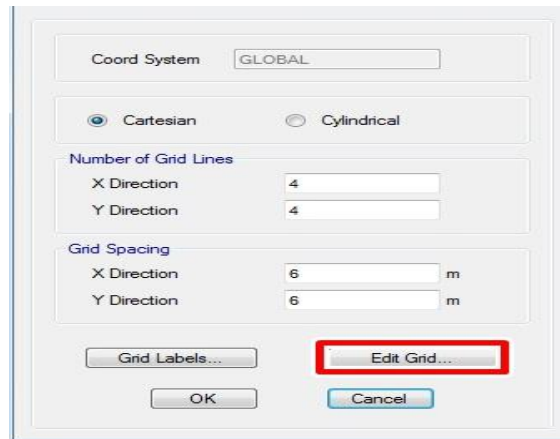 Coord System GLOBAL
Cartesian Cylindrical
Number of Grid Lines
X Direction 4
Y Direction 4
Grid Spacing
X Direction 6 m
Y Direction 6 m
Grid Labels... Edit Grid...
OK Cancel